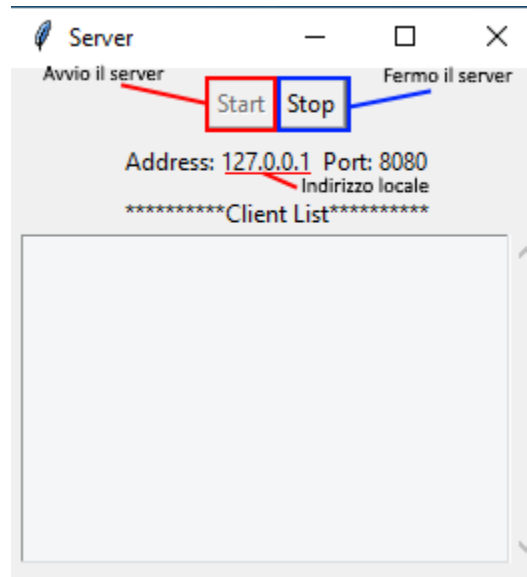 Server
Avvio il server
Fermo il server
Start Stop
Address: 127.0.0.1 Port: 8080
Indirizzo locale
**********Client List**********